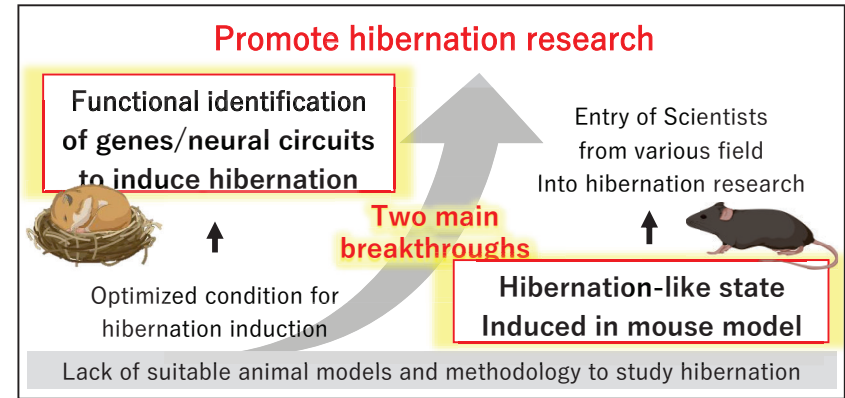 Promote hibernation research
Functional identification
of genes/neural circuits
to induce hibernation
Optimized condition for
hibernation induction
Two main
breakthroughs
Entry of Scientists
from various field
Into hibernation research
Hibernation-like state
Induced in mouse model
Lack of suitable animal models and methodology to study hibernation